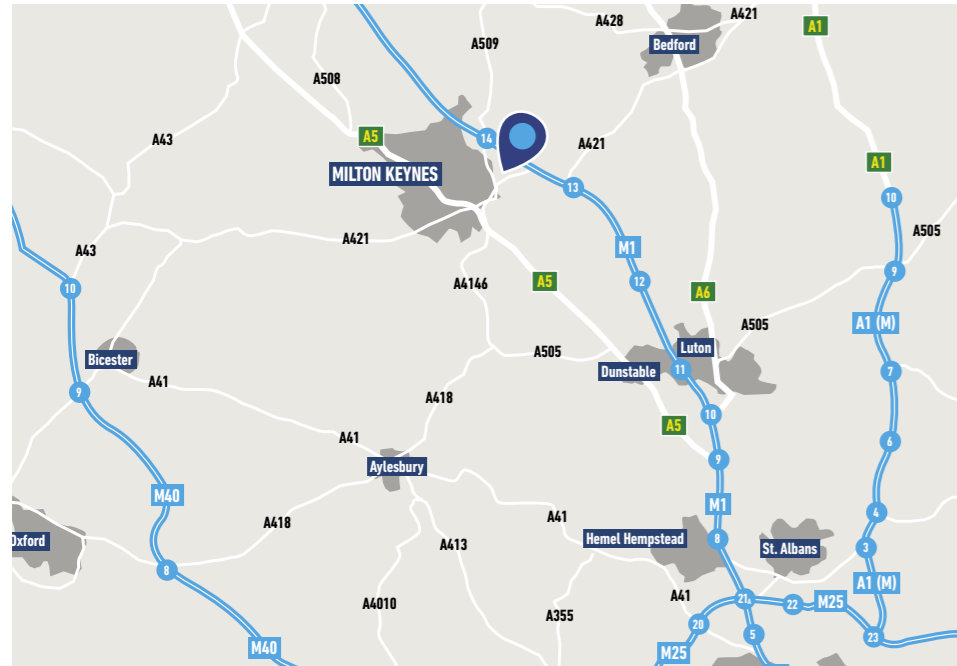 A428
A421
A509
A1
Bedford
A508
A5
14
A421
A43
MILTON KEYNES
A1
13
10
A505
A421
M1
A43
9
10
A4146
A5
12
A6
A1 (M)
A505
Luton
A505
Bicester
Dunstable
11
7
9
A41
A418
10
A5
A41
6
Aylesbury
9
M40
M1
A418
A41
4
Oxford
A413
Hemel Hempstead
8
St. Albans
3
8
A1 (M)
A4010
A355
A41
21A
22
M25
20
5
23
M40
M25